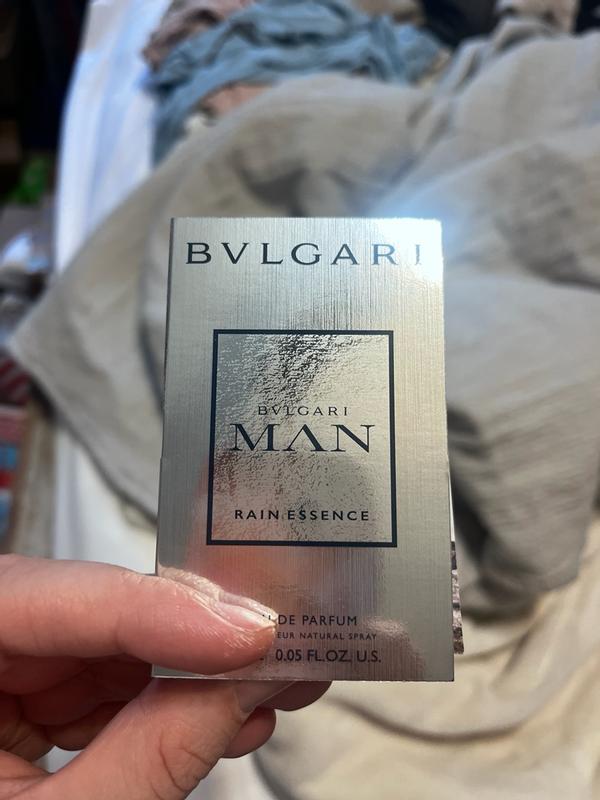 BVLGARI
BVLGARI
MAN
RAIN ESSENCE
DE PARFUM
NATURAL SPRAY
0.05 FL.OZ. U.S.